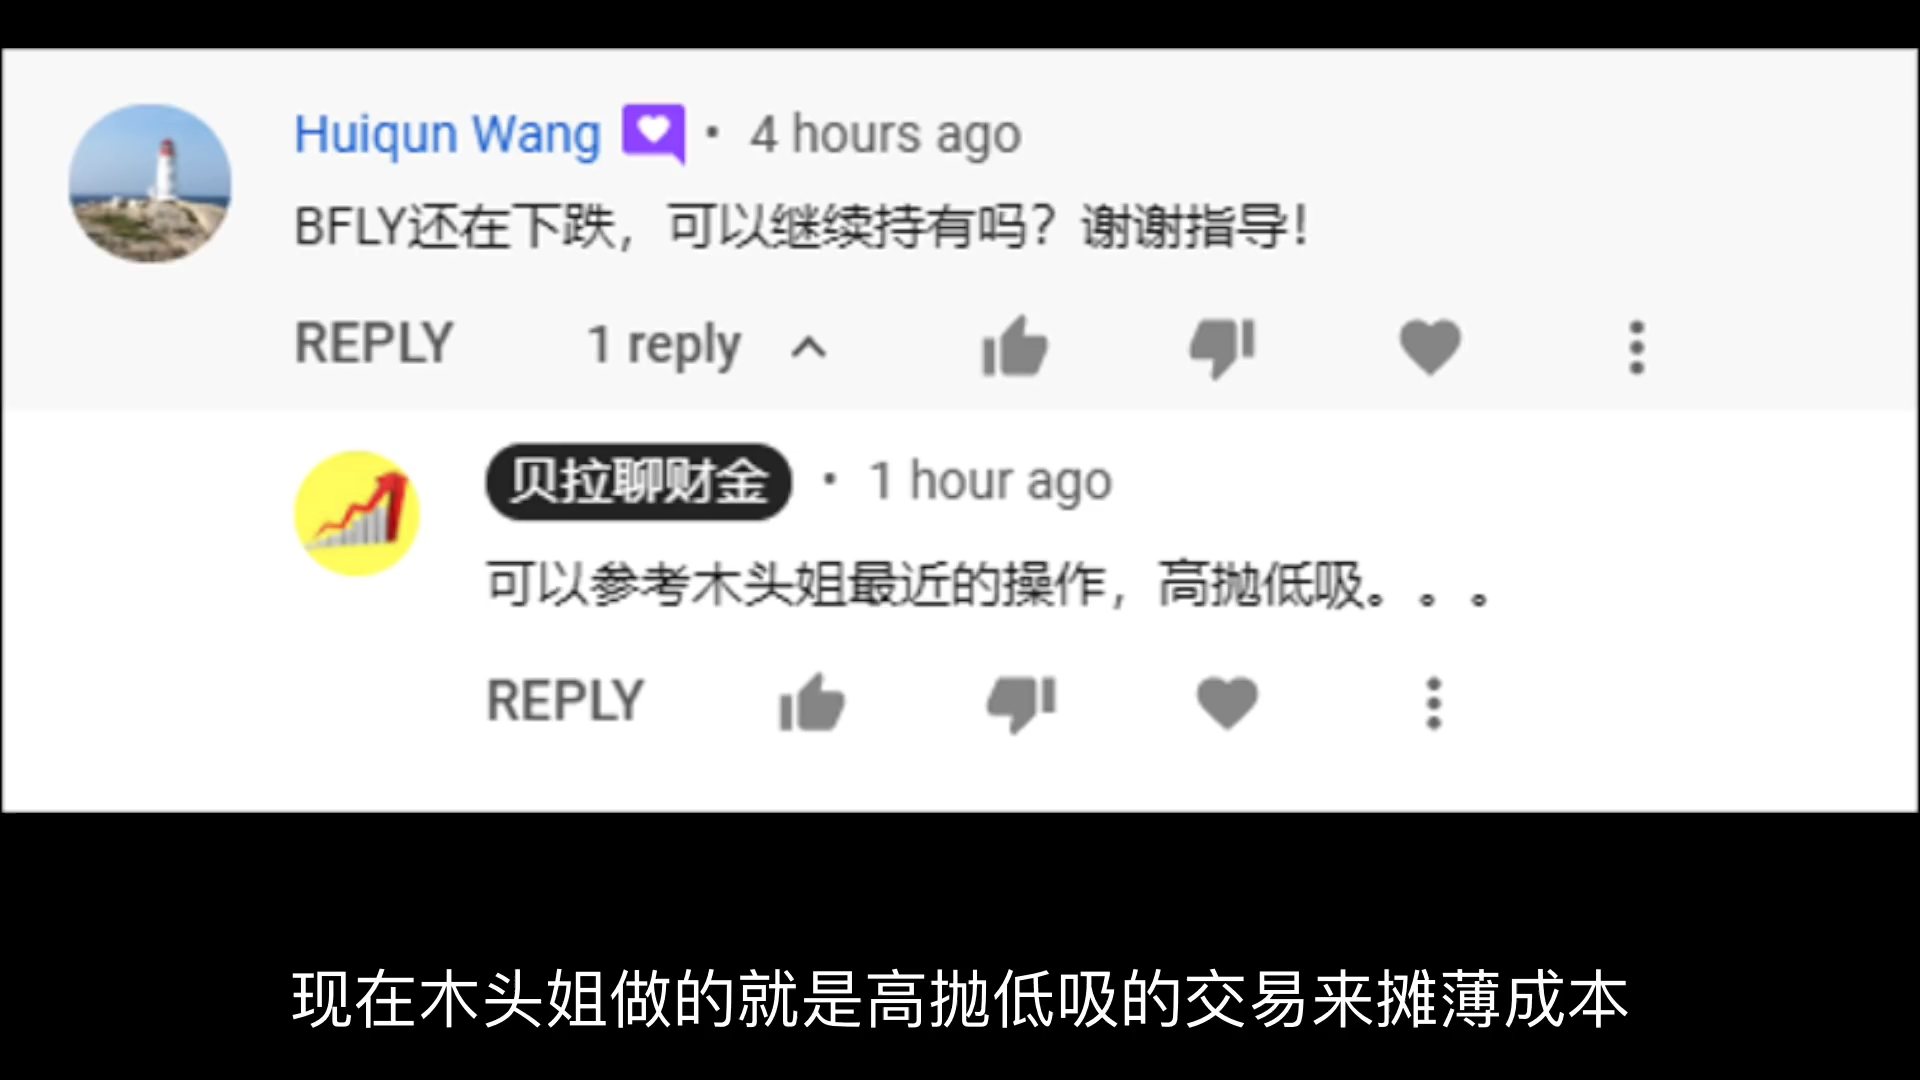 Huiqun Wang • 4 hours ago
BFLY还在下跌，可以继续持有吗？谢谢指导！
REPLY 1 reply
贝拉聊财金 • 1 hour ago
可以参考木头姐最近的操作，高抛低吸。。。
REPLY
现在木头姐做的就是高抛低吸的交易来摊薄成本